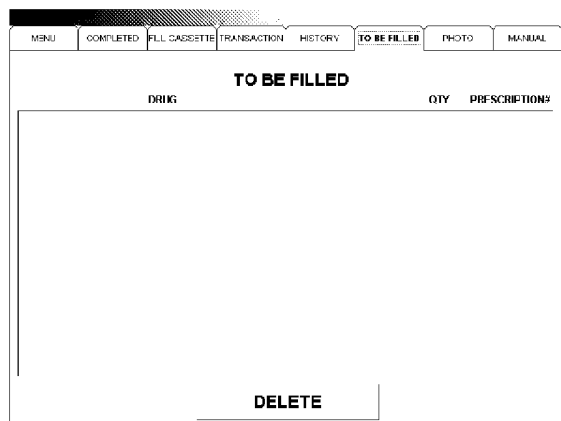 MENU COMPLETED FILL CASSETTE TRANSACTION HISTORY TO BE FILLED PHOTO MANUAL
TO BE FILLED
DRUG QTY PRESCRIPTION#
DELETE